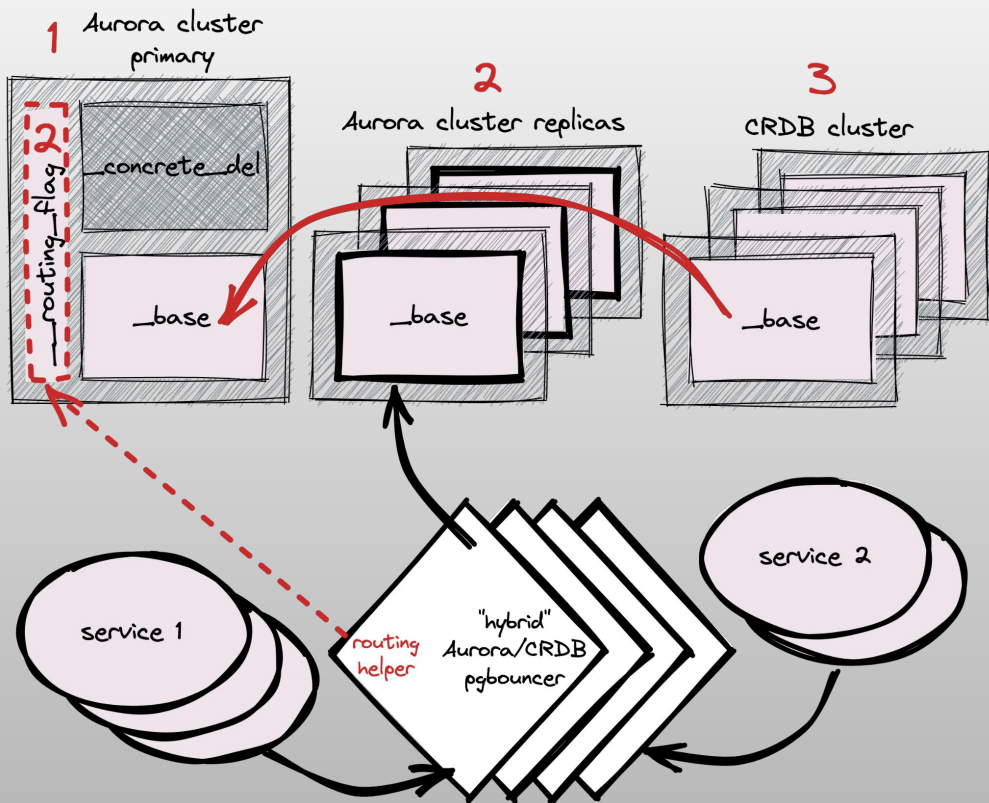 1
Aurora cluster
primary
2
Aurora cluster replicas
3
CRDB cluster
2
__routing_flag
_concrete_del
_base
_base
_base
service 1
routing
helper
"hybrid"
Aurora/CRDB
pgbouncer
service 2